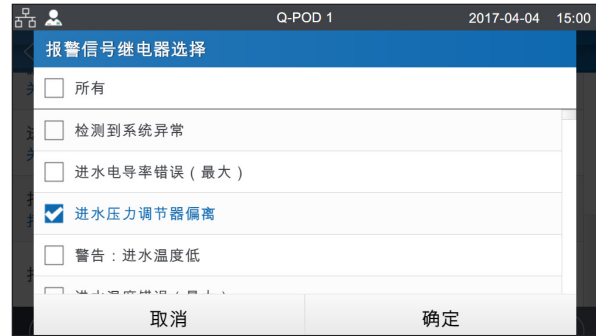 Q-POD 1 2017-04-04 15:00
报警信号继电器选择
所有
检测到系统异常
进水电导率错误（最大）
进水压力调节器偏离
警告：进水温度低
取消 确定